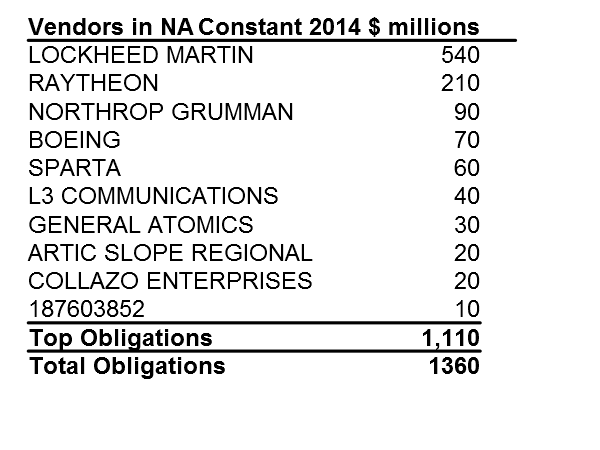 Vendors in NA Constant 2014 $ millions
LOCKHEED MARTIN 540
RAYTHEON 210
NORTHROP GRUMMAN 90
BOEING 70
SPARTA 60
L3 COMMUNICATIONS 40
GENERAL ATOMICS 30
ARTIC SLOPE REGIONAL 20
COLLAZO ENTERPRISES 20
187603852 10
Top Obligations 1,110
Total Obligations 1360